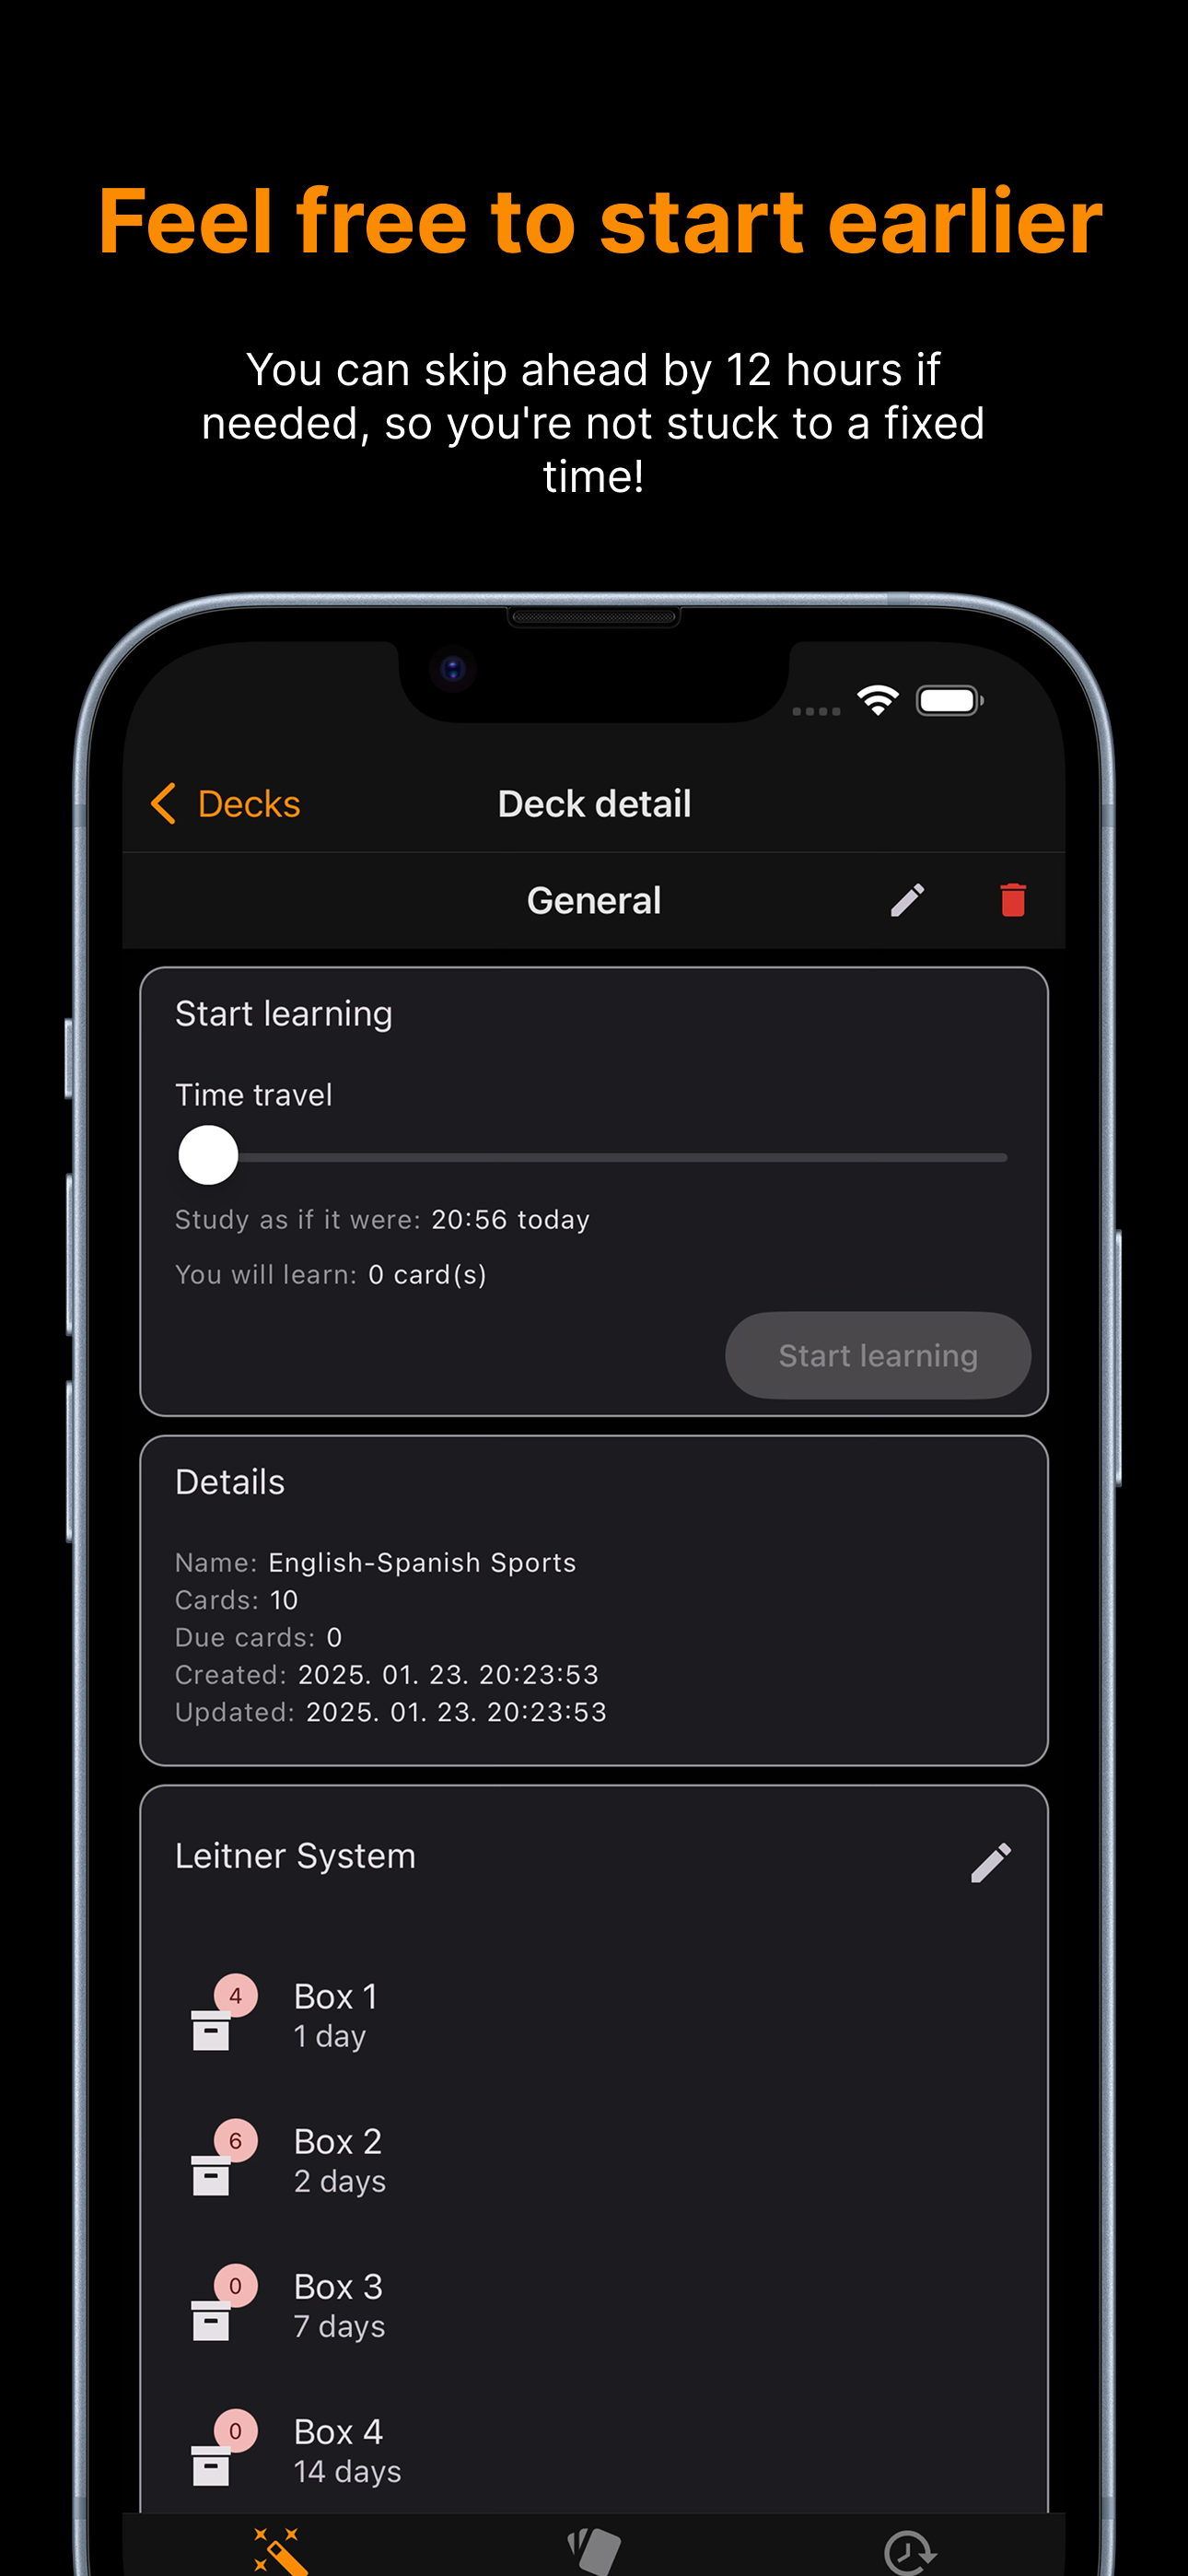 Feel free to start earlier
You can skip ahead by 12 hours if
needed, so you're not stuck to a fixed
time!
Decks
Deck detail
General
Start learning
Time travel
Study as if it were: 20:56 today
You will learn: 0 card(s)
Start learning
Details
Name: English-Spanish Sports
Cards: 10
Due cards: 0
Created: 2025. 01. 23. 20:23:53
Updated: 2025. 01. 23. 20:23:53
Leitner System
4
Box 1
1 day
6
Box 2
2 days
0
Box 3
7 days
0
Box 4
14 days